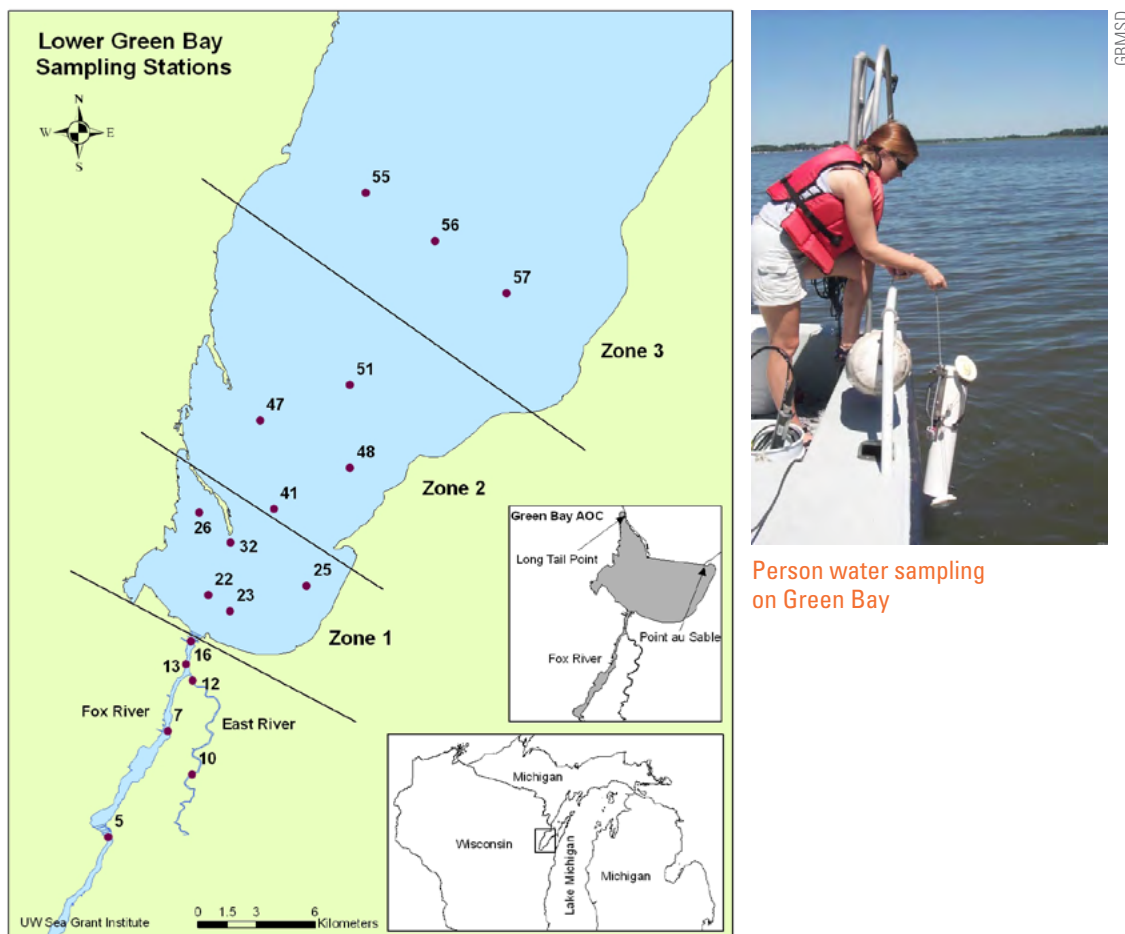 Lower Green Bay
Sampling Stations
N
W E
S
55
56
57
Zone 3
51
47
48
Zone 2
41
26
32
25
22
23
Zone 1
16
13
12
Fox River
7
East River
10
5
UW Sea Grant Institute
0 1.5 3 6
Kilometers
Green Bay AOC
Long Tail Point
Point au Sable
Fox River
Michigan
Wisconsin
Lake Michigan
Michigan
GBMSD
Person water sampling
on Green Bay